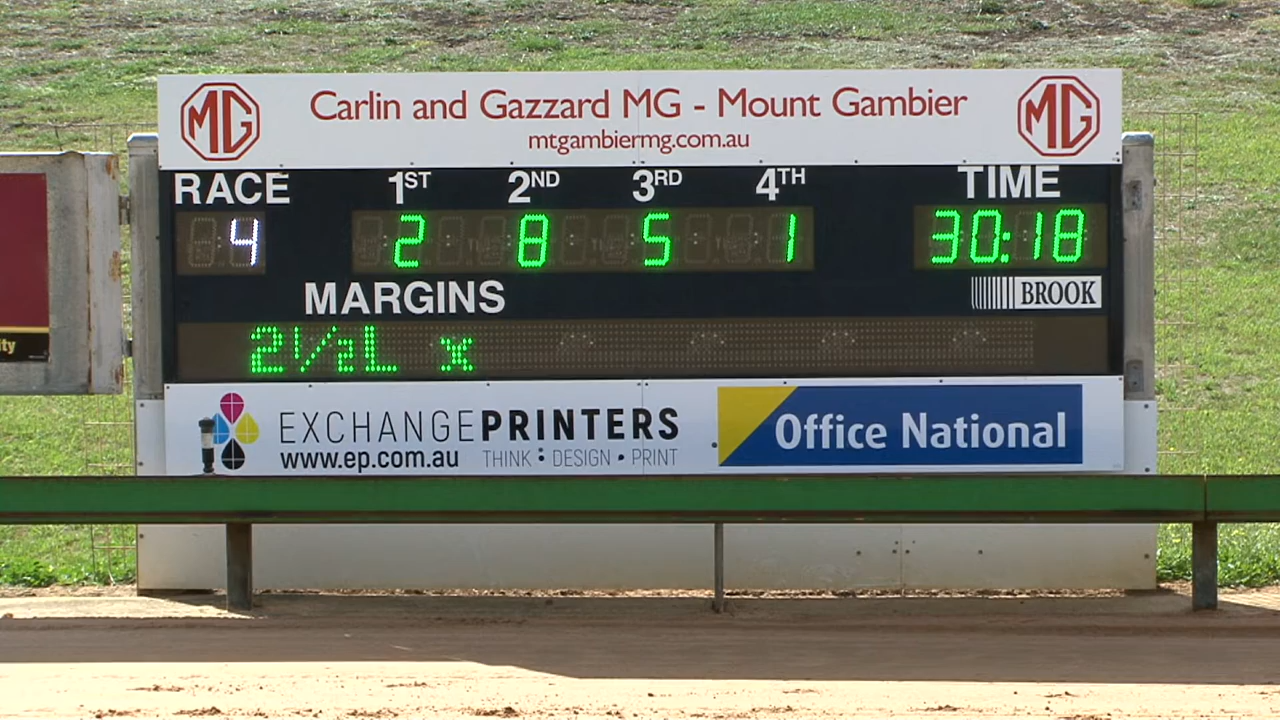 MG Carlin and Gazzard MG - Mount Gambier MG
mtgambiermg.com.au
RACE 1ST 2ND 3RD 4TH TIME
4 2 8 5 1 30:18
MARGINS BROOK
2½L x
ity
EXCHANGEPRINTERS Office National
www.ep.com.au THINK • DESIGN • PRINT